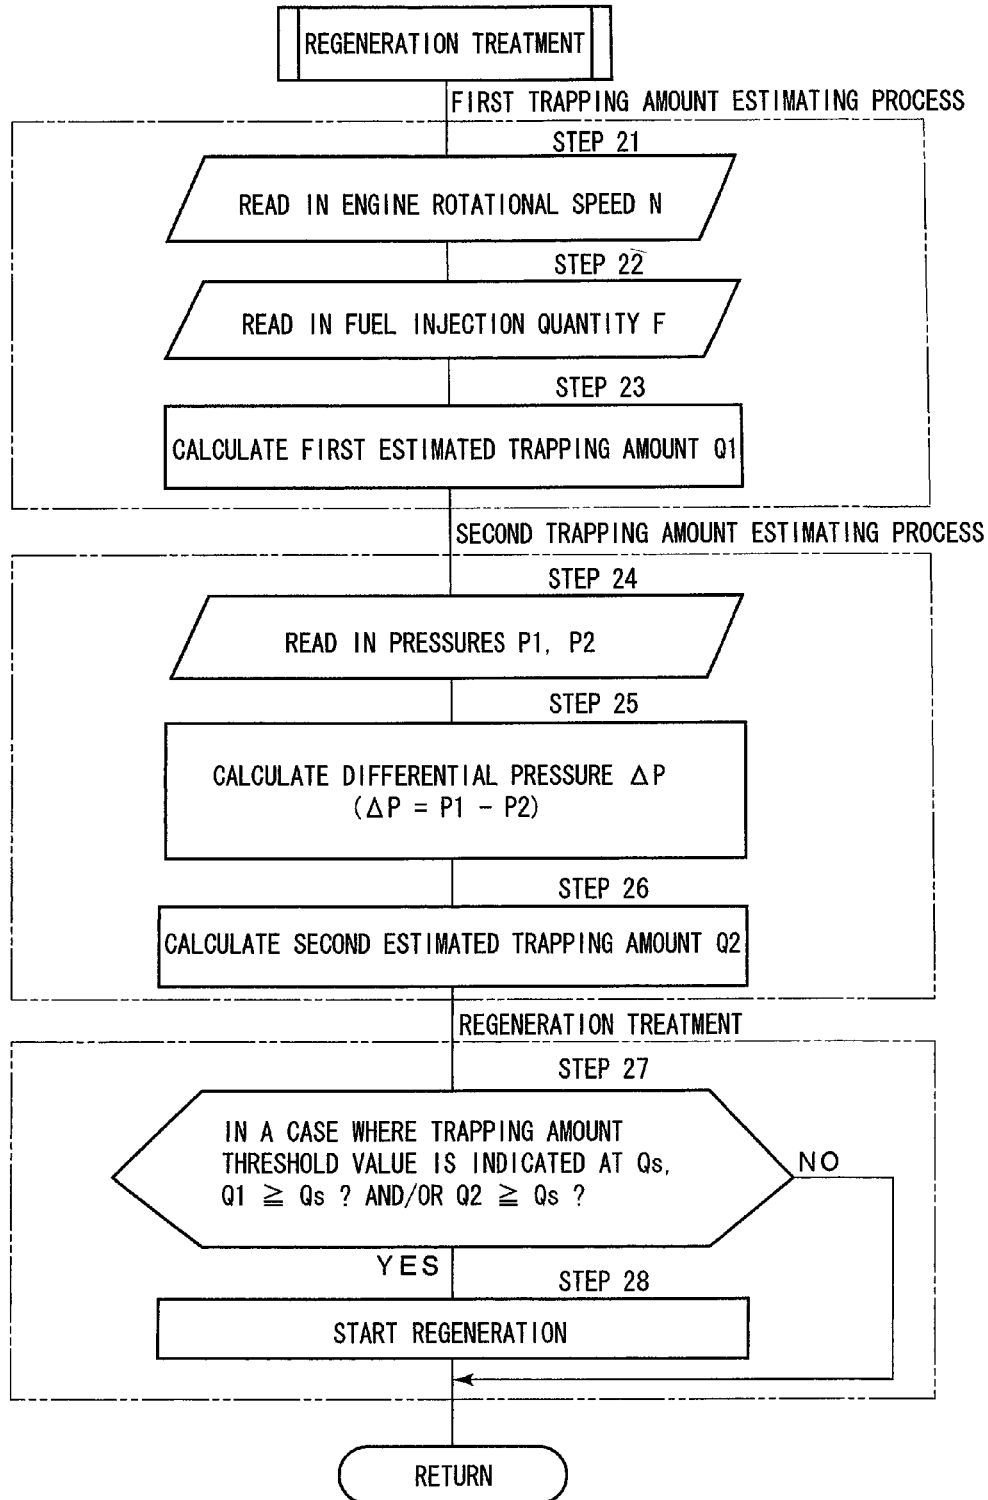 REGENERATION TREATMENT
FIRST TRAPPING AMOUNT ESTIMATING PROCESS
STEP 21
READ IN ENGINE ROTATIONAL SPEED N
STEP 22
READ IN FUEL INJECTION QUANTITY F
STEP 23
CALCULATE FIRST ESTIMATED TRAPPING AMOUNT Q1
SECOND TRAPPING AMOUNT ESTIMATING PROCESS
STEP 24
READ IN PRESSURES P1, P2
STEP 25
CALCULATE DIFFERENTIAL PRESSURE △P
(△P = P1 - P2)
STEP 26
CALCULATE SECOND ESTIMATED TRAPPING AMOUNT Q2
REGENERATION TREATMENT
STEP 27
IN A CASE WHERE TRAPPING AMOUNT
THRESHOLD VALUE IS INDICATED AT Qs,
Q1 ≧ Qs ? AND/OR Q2 ≧ Qs ?
NO
YES
STEP 28
START REGENERATION
RETURN